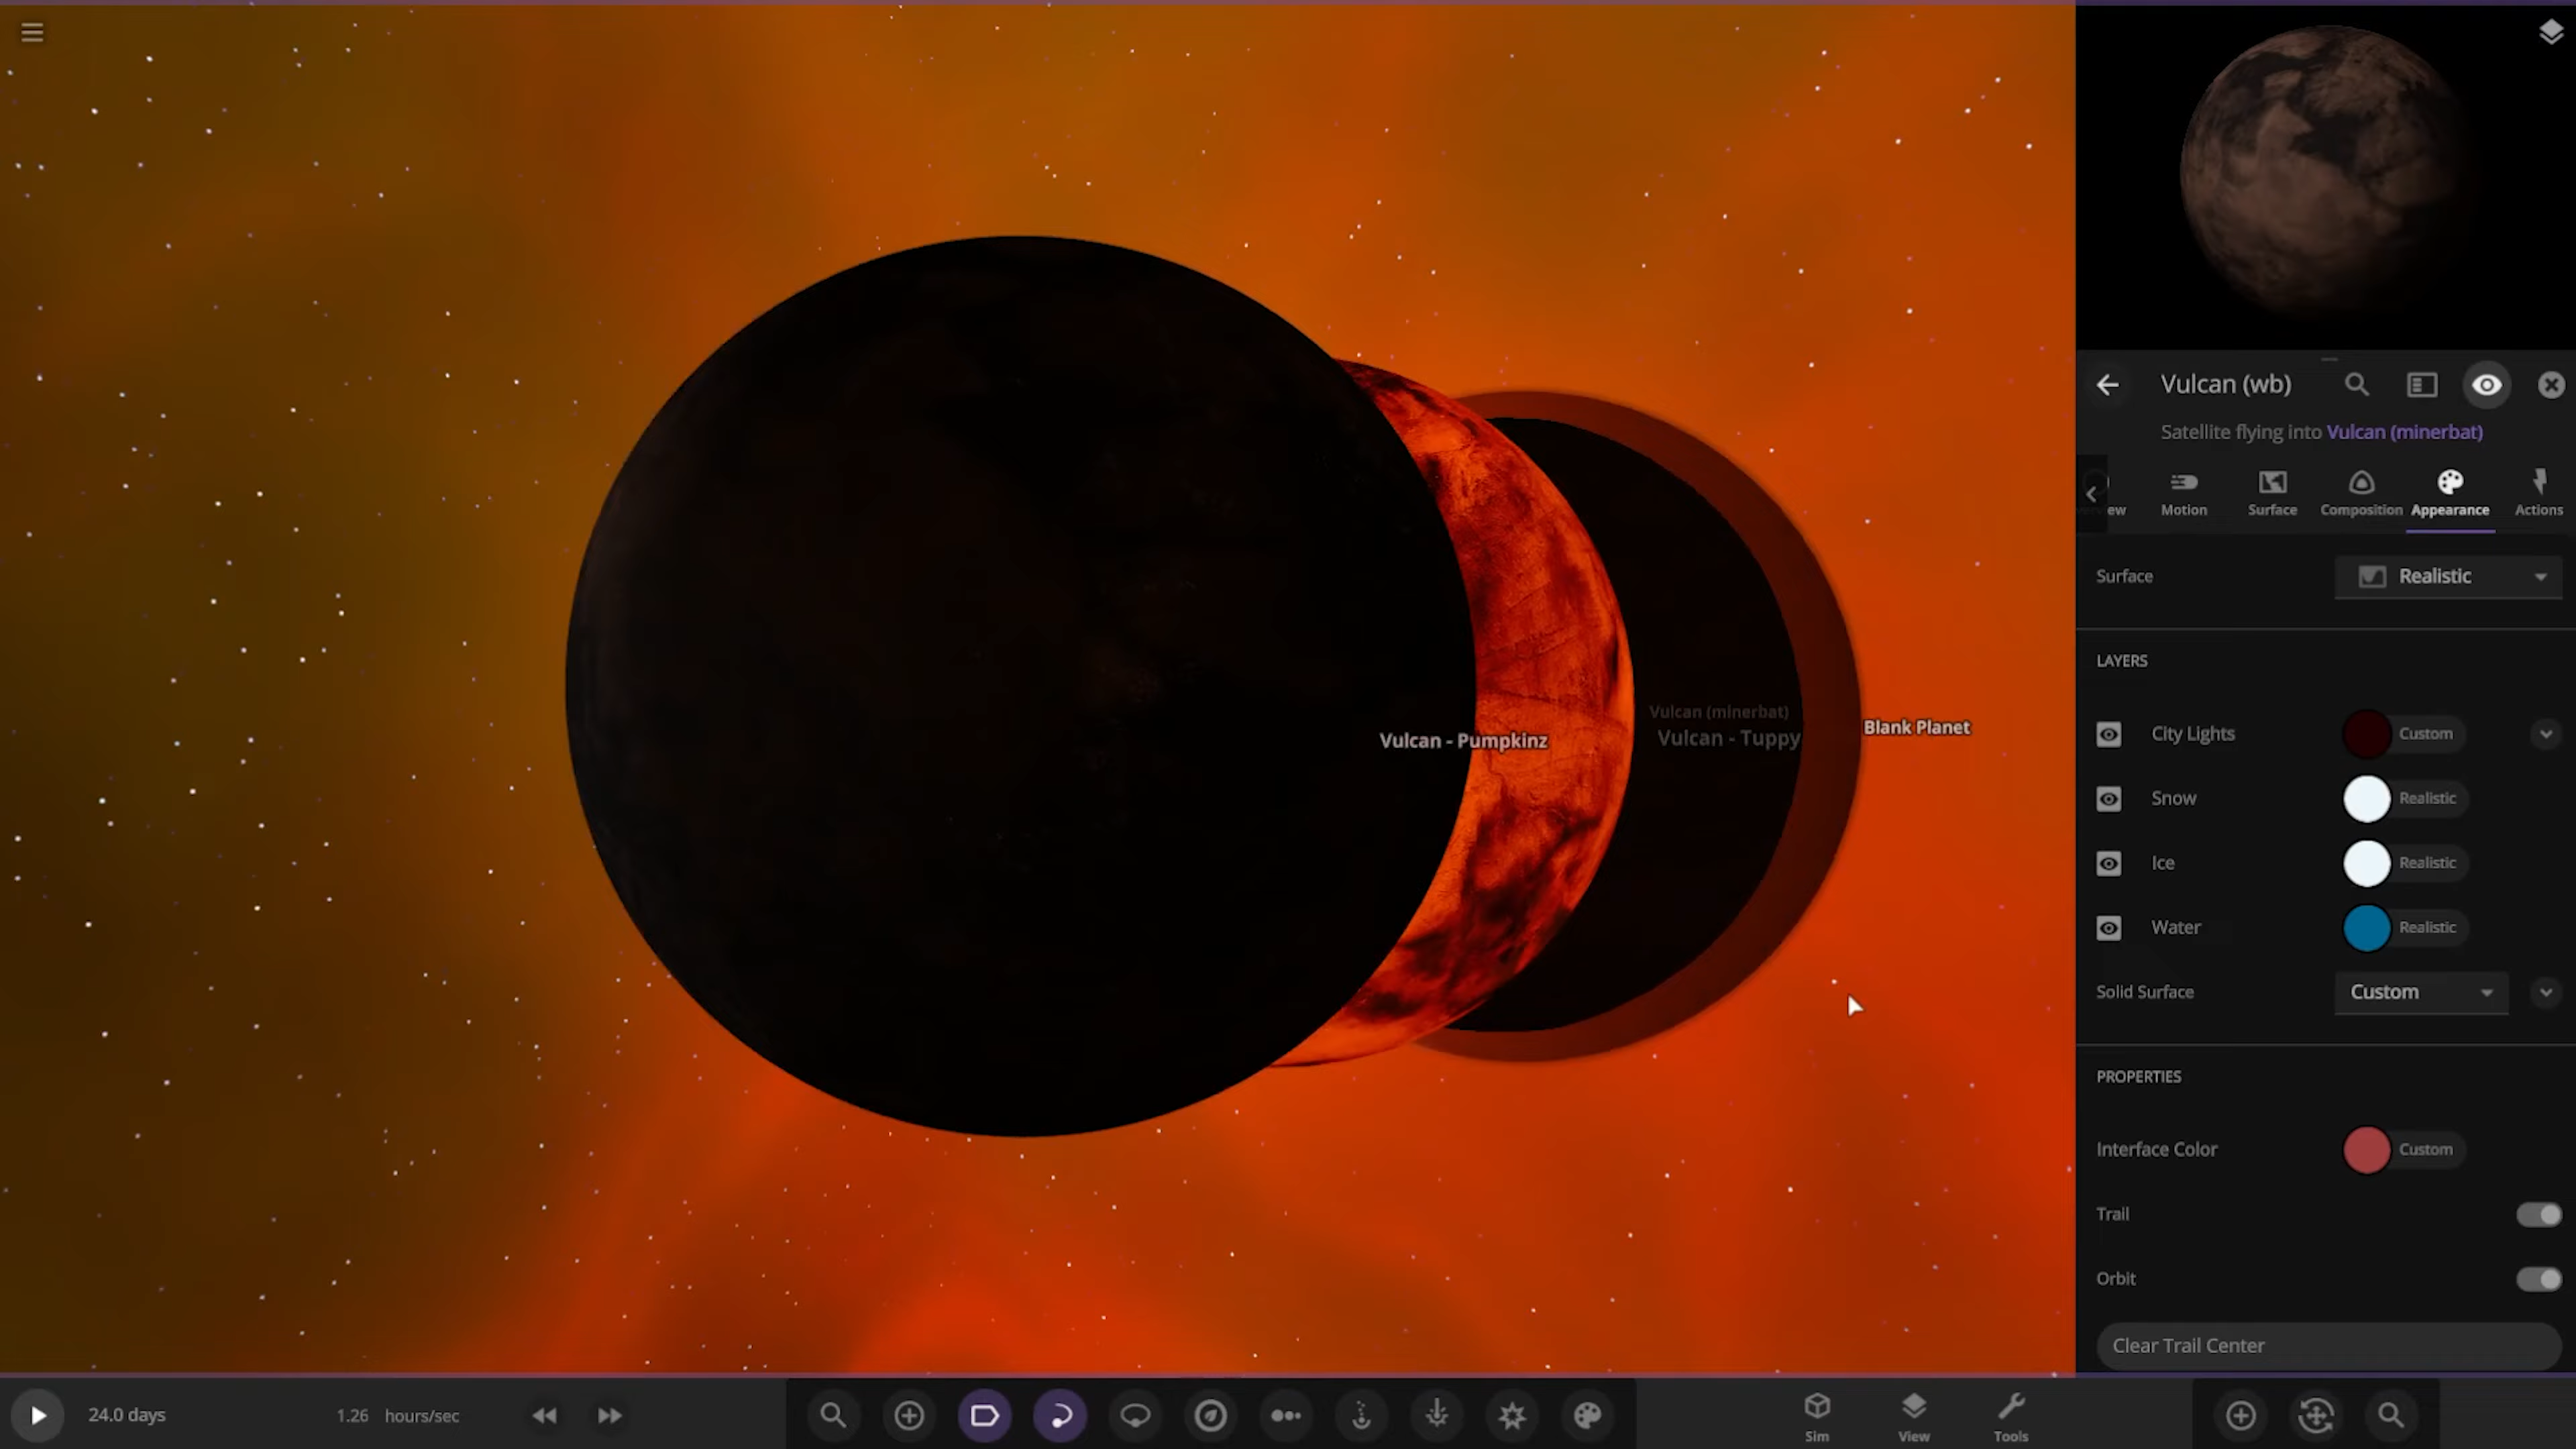 Vulcan (wb)
Satellite flying into Vulcan (minerbat)
Motion
Surface
Composition
Appearance
Actions
Surface
Realistic
LAYERS
City Lights
Custom
Snow
Realistic
Ice
Realistic
Water
Realistic
Solid Surface
Custom
PROPERTIES
Interface Color
Custom
Trail
Orbit
Clear Trail Center
Vulcan (minerbat)
Vulcan - Pumpkinz
Vulcan - Tuppy
Blank Planet
24.0 days
1.26 hours/sec
Sim
View
Tools